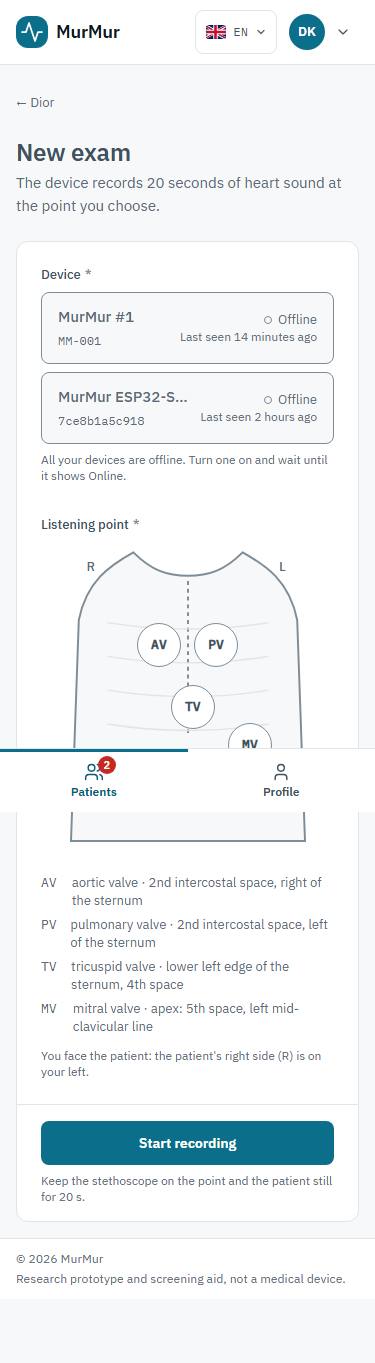 MurMur
EN
DK
← Dior
New exam
The device records 20 seconds of heart sound at
the point you choose.
Device *
MurMur #1
Offline
MM-001
Last seen 14 minutes ago
MurMur ESP32-S...
Offline
7ce8b1a5c918
Last seen 2 hours ago
All your devices are offline. Turn one on and wait until
it shows Online.
Listening point *
R
L
AV
PV
TV
MV
2
Patients
Profile
AV aortic valve · 2nd intercostal space, right of
the sternum
PV pulmonary valve · 2nd intercostal space, left
of the sternum
TV tricuspid valve · lower left edge of the
sternum, 4th space
MV mitral valve · apex: 5th space, left mid-
clavicular line
You face the patient: the patient's right side (R) is on
your left.
Start recording
Keep the stethoscope on the point and the patient still
for 20 s.
© 2026 MurMur
Research prototype and screening aid, not a medical device.